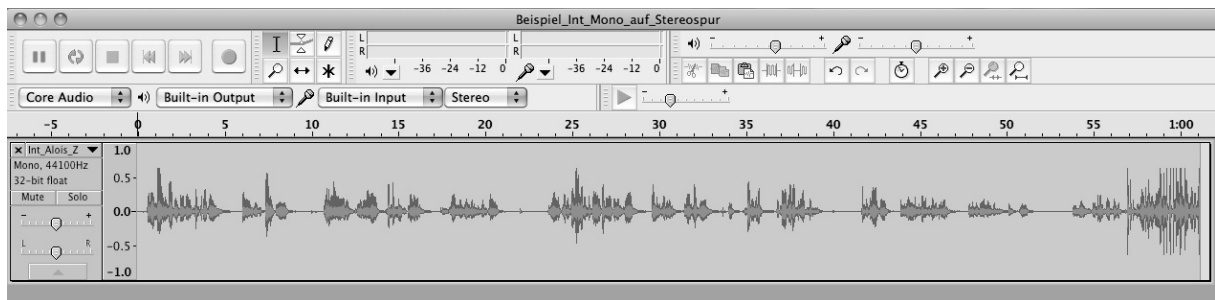 Beispiel_Int_Mono_auf_Stereospur
L L
R R
-36 -24 -12 0 -36 -24 -12 0
Core Audio Built-in Output Built-in Input Stereo
-5 0 5 10 15 20 25 30 35 40 45 50 55 1:00
Int_Alois_Z 1.0
Mono, 44100Hz
32-bit float 0.5
Mute Solo
- + 0.0
L R -0.5
-1.0